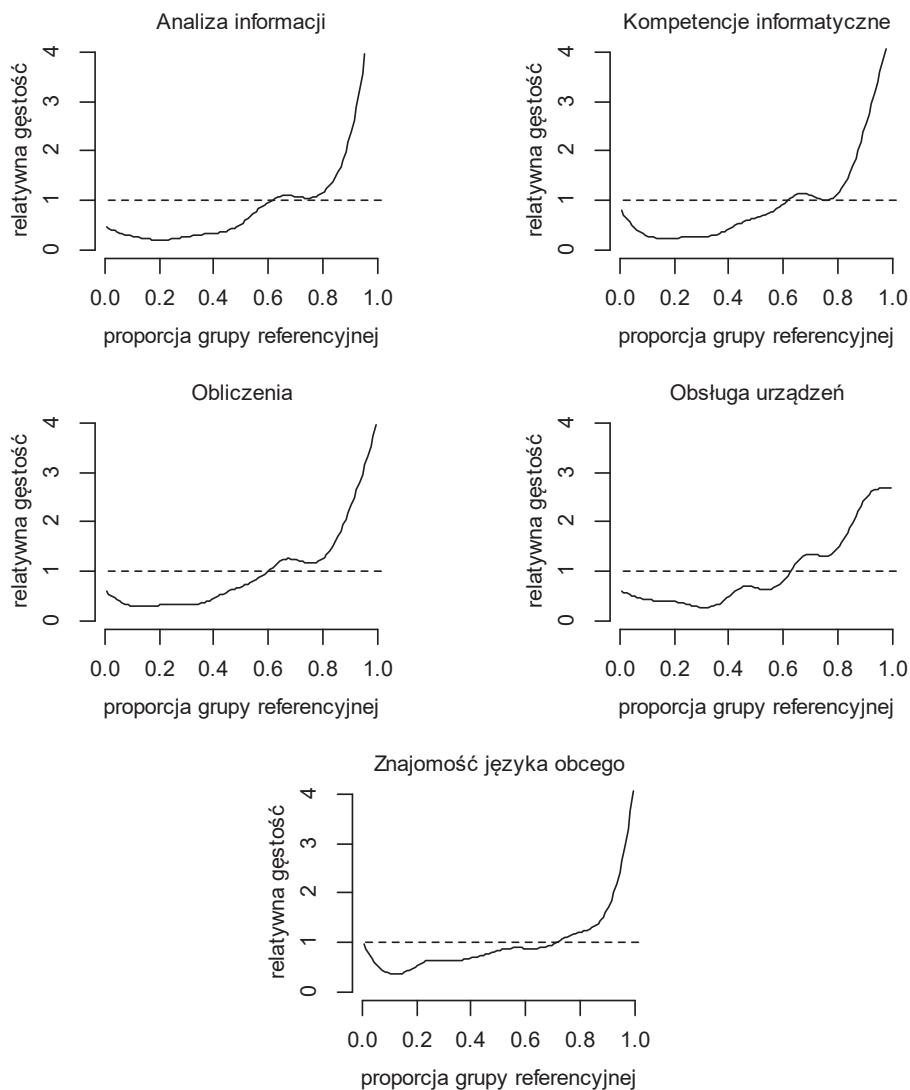 Analiza informacji
Kompetencje informatyczne
relatywna gęstość
0 1 2 3 4
relatywna gęstość
0 1 2 3 4
0.0 0.2 0.4 0.6 0.8 1.0
0.0 0.2 0.4 0.6 0.8 1.0
proporcja grupy referencyjnej
proporcja grupy referencyjnej
Obliczenia
Obsługa urządzeń
relatywna gęstość
0 1 2 3 4
relatywna gęstość
0 1 2 3 4
0.0 0.2 0.4 0.6 0.8 1.0
0.0 0.2 0.4 0.6 0.8 1.0
proporcja grupy referencyjnej
proporcja grupy referencyjnej
Znajomość języka obcego
relatywna gęstość
0 1 2 3 4
0.0 0.2 0.4 0.6 0.8 1.0
proporcja grupy referencyjnej